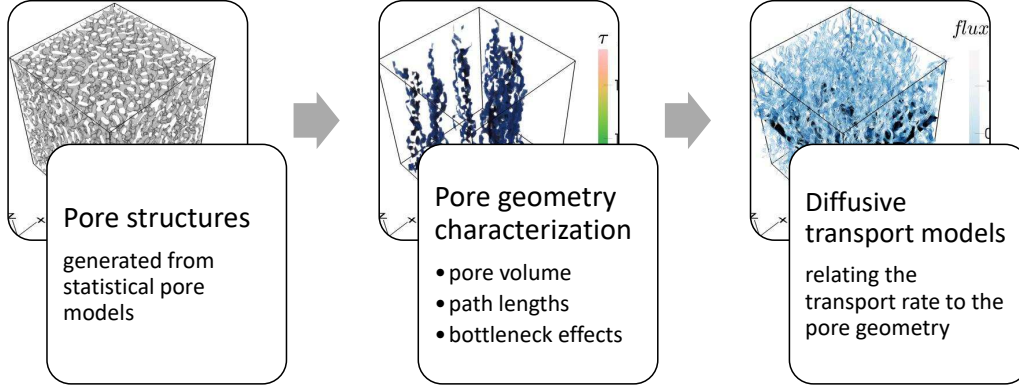 Pore structures
generated from
statistical pore
models
τ
Pore geometry
characterization
• pore volume
• path lengths
• bottleneck effects
flux
Diffusive
transport models
relating the
transport rate to the
pore geometry